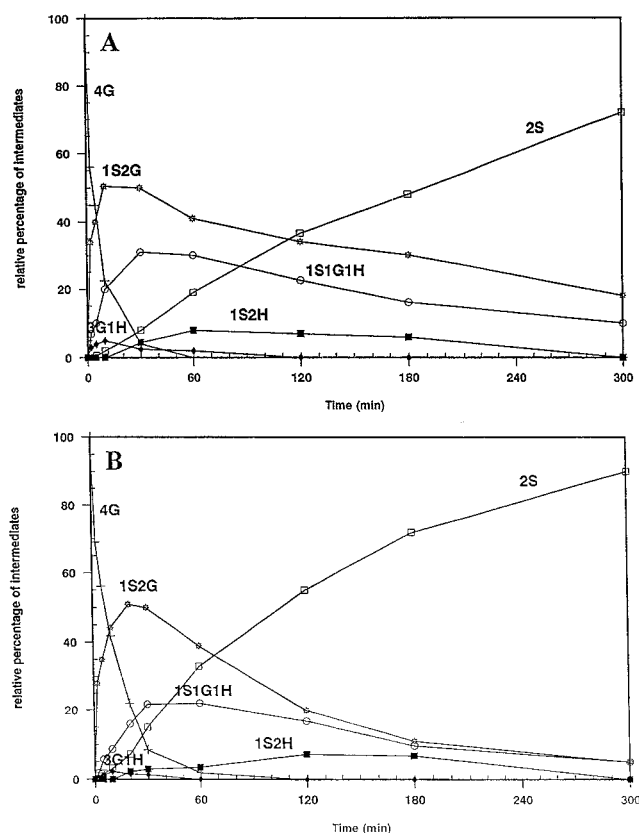 A
100
80
60
40
20
0
relative percentage of intermediates
4G
1S2G
2S
1S1G1H
1S2H
3G1H
0 60 120 180 240 300
Time (min)
B
100
80
60
40
20
0
relative percentage of intermediates
4G
2S
1S2G
1S1G1H
1S2H
3G1H
0 60 120 180 240 300
Time (min)